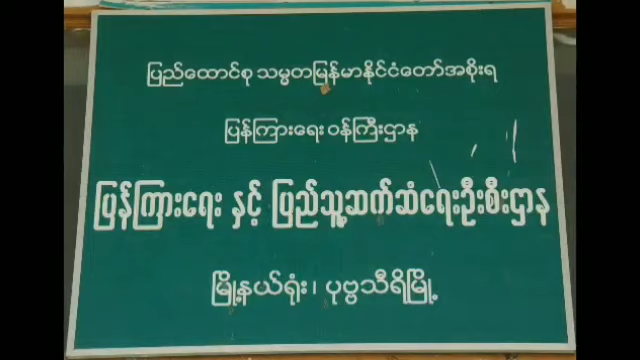 ပြည်ထောင်စု သမ္မတမြန်မာနိုင်ငံတော်အစိုးရ
ပြန်ကြားရေး ဝန်ကြီးဌာန
ပြန်ကြားရေး နှင့် ပြည်သူ့ဆက်ဆံရေးဦးစီးဌာန
မြို့နယ်ရုံး ၊ ပုဗ္ဗသီရိမြို့